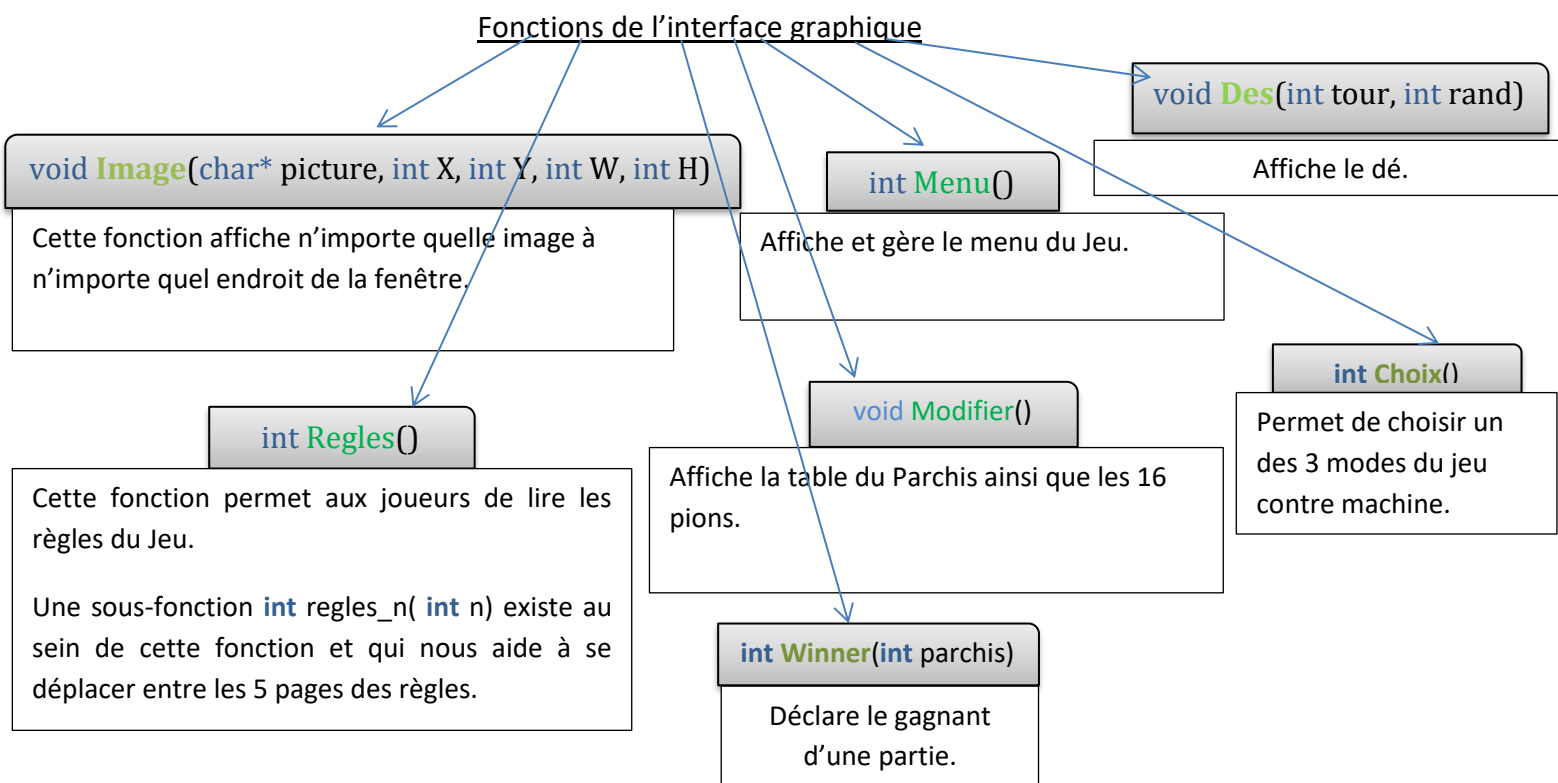 Fonctions de l’interface graphique
void Des(int tour, int rand)
Affiche le dé.
void Image(char* picture, int X, int Y, int W, int H)
Cette fonction affiche n’importe quelle image à
n’importe quel endroit de la fenêtre.
int Menu()
Affiche et gère le menu du Jeu.
int Choix()
Permet de choisir un
des 3 modes du jeu
contre machine.
int Regles()
Cette fonction permet aux joueurs de lire les
règles du Jeu.
Une sous-fonction int regles_n( int n) existe au
sein de cette fonction et qui nous aide à se
déplacer entre les 5 pages des règles.
void Modifier()
Affiche la table du Parchis ainsi que les 16
pions.
int Winner(int parchis)
Déclare le gagnant
d’une partie.